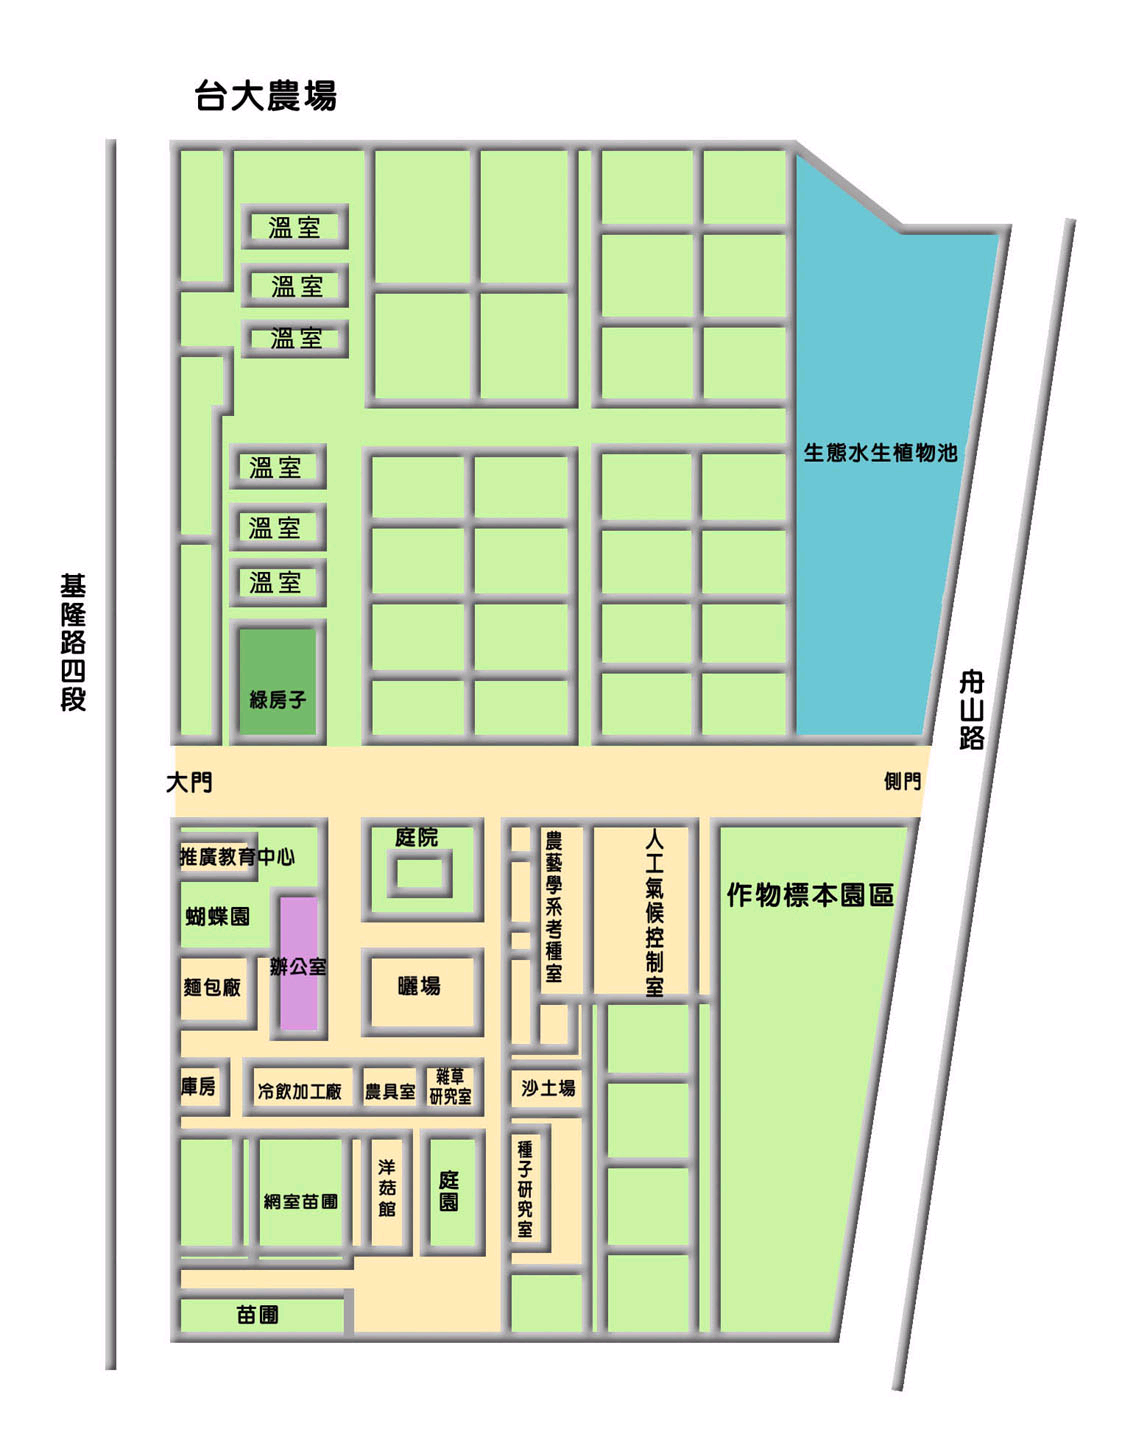 台大農場
溫室
溫室
溫室
生態水生植物池
溫室
溫室
溫室
基隆路四段
綠房子
舟山路
大門
側門
庭院
推廣教育中心
農藝學系考種室
人工氣候控制室
作物標本園區
蝴蝶園
辦公室
麵包廠
曬場
庫房
冷飲加工廠
農具室
雜草
研究室
沙土場
網室苗圃
洋菇館
庭園
種子研究室
苗圃